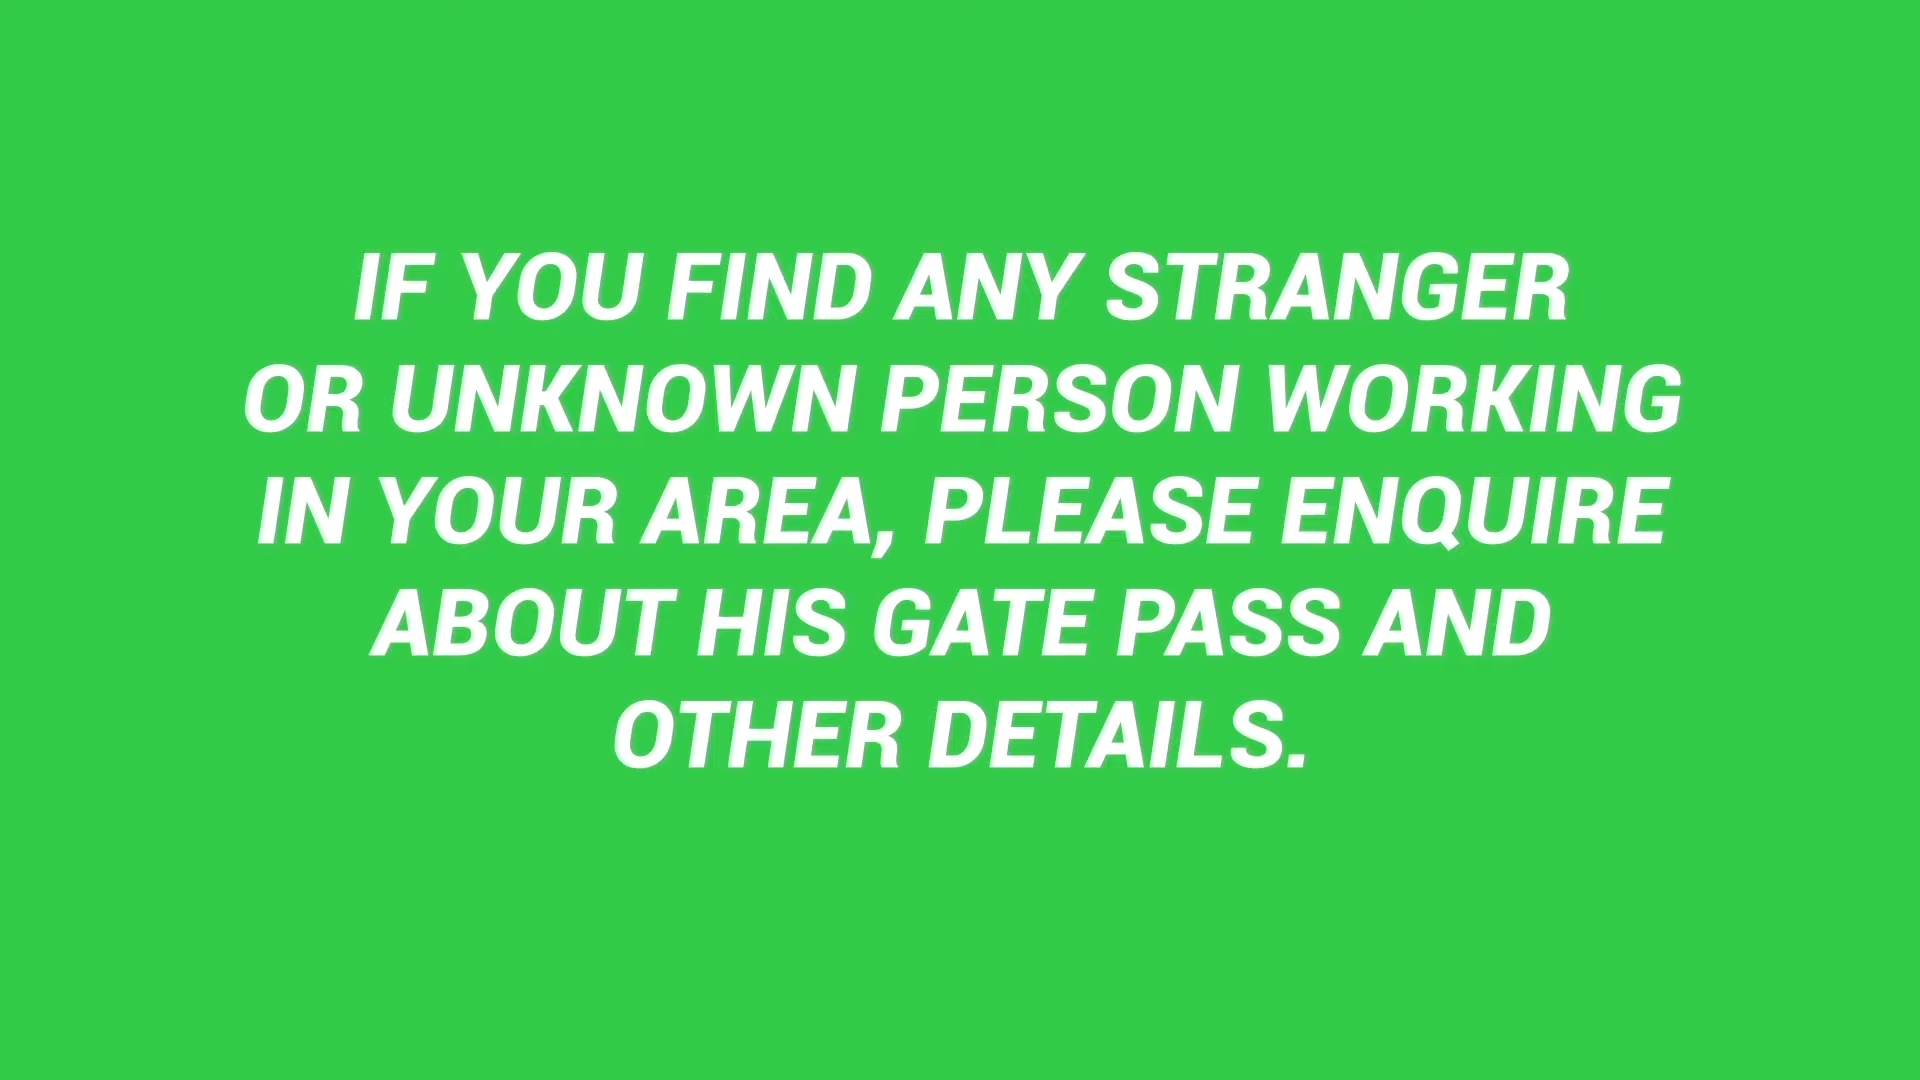 IF YOU FIND ANY STRANGER
OR UNKNOWN PERSON WORKING
IN YOUR AREA, PLEASE ENQUIRE
ABOUT HIS GATE PASS AND
OTHER DETAILS.